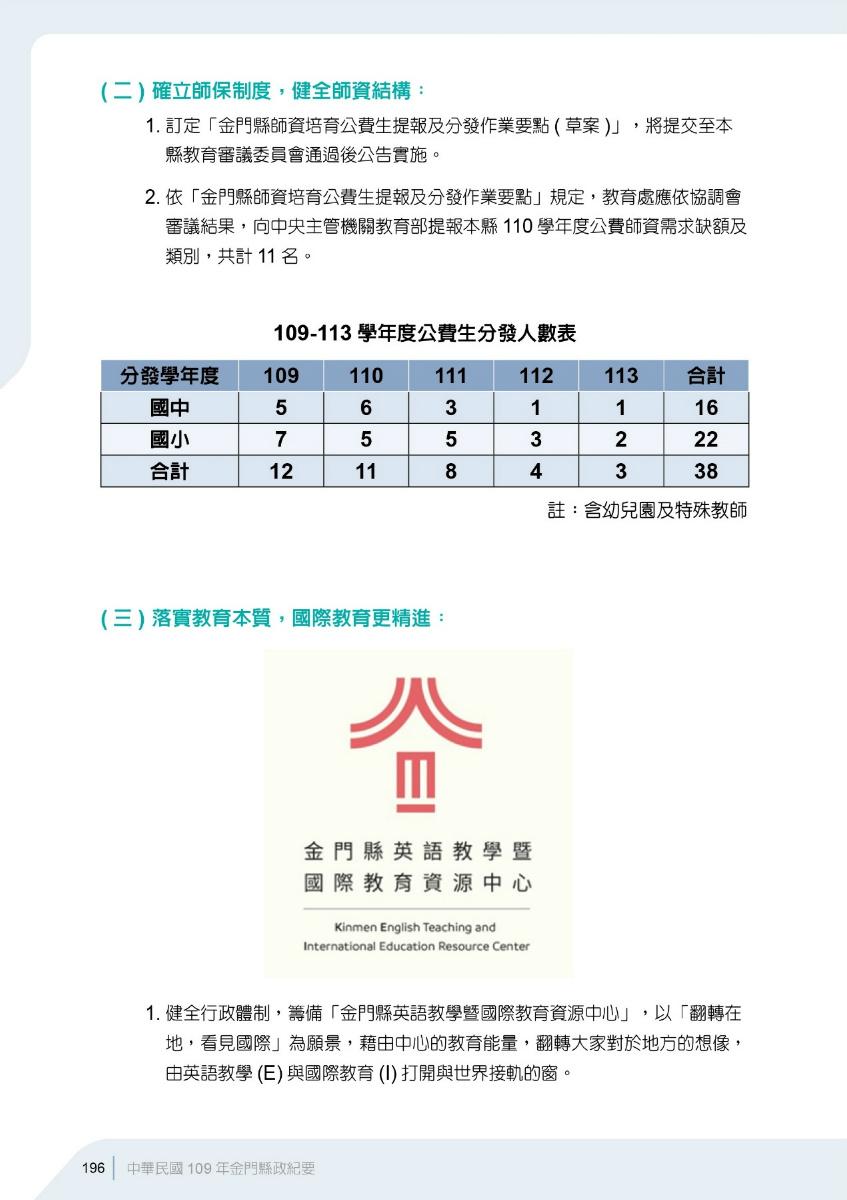 (二) 確立師保制度，健全師資結構：
1. 訂定「金門縣師資培育公費生提報及分發作業要點 ( 草案 )」，將提交至本
縣教育審議委員會通過後公告實施。
2. 依「金門縣師資培育公費生提報及分發作業要點」規定，教育處應依協調會
審議結果，向中央主管機關教育部提報本縣 110 學年度公費師資需求缺額及
類別，共計 11 名。
109-113 學年度公費生分發人數表
分發學年度 109 110 111 112 113 合計
國中 5 6 3 1 1 16
國小 7 5 5 3 2 22
合計 12 11 8 4 3 38
註：含幼兒園及特殊教師
(三) 落實教育本質，國際教育更精進：
金門縣英語教學暨
國際教育資源中心
Kinmen English Teaching and
International Education Resource Center
1. 健全行政體制，籌備「金門縣英語教學暨國際教育資源中心」，以「翻轉在
地，看見國際」為願景，藉由中心的教育能量，翻轉大家對於地方的想像，
由英語教學 (E) 與國際教育 (I) 打開與世界接軌的窗。
196 中華民國 109 年金門縣政紀要